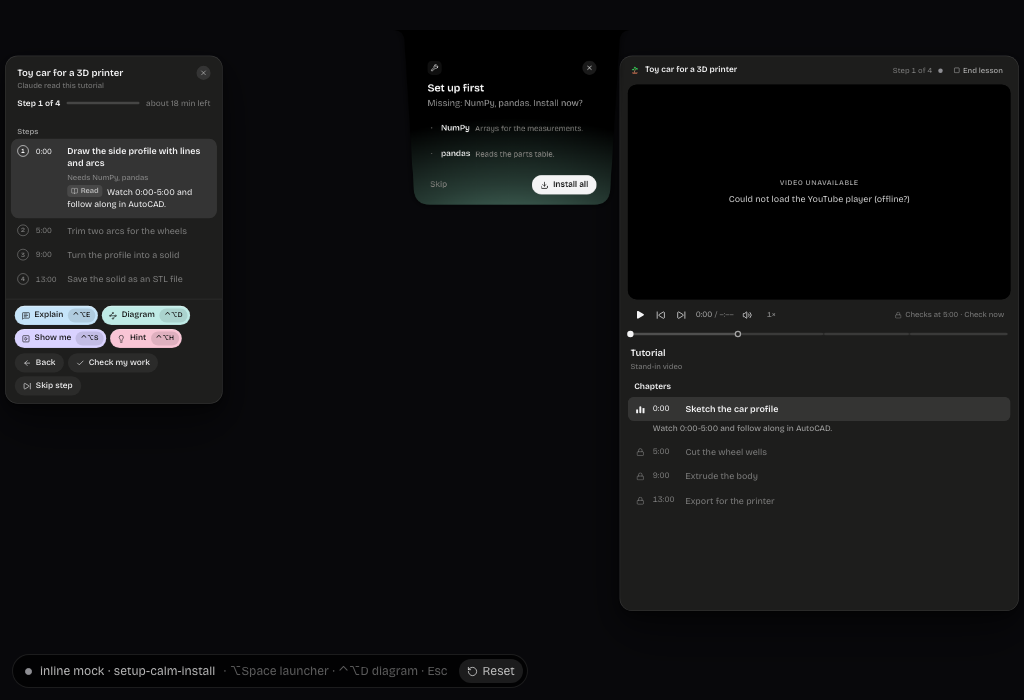 Toy car for a 3D printer
Claude read this tutorial
Step 1 of 4 about 18 min left
Steps
1 0:00 Draw the side profile with lines
and arcs
Needs NumPy, pandas
Read Watch 0:00-5:00 and
follow along in AutoCAD.
2 5:00 Trim two arcs for the wheels
3 9:00 Turn the profile into a solid
4 13:00 Save the solid as an STL file
Explain ^⌥E Diagram ^⌥D
Show me ^⌥S Hint ^⌥H
Back Check my work
Skip step
Set up first
Missing: NumPy, pandas. Install now?
· NumPy Arrays for the measurements.
· pandas Reads the parts table.
Skip Install all
Toy car for a 3D printer Step 1 of 4 End lesson
VIDEO UNAVAILABLE
Could not load the YouTube player (offline?)
0:00 / -:-- 1× Checks at 5:00 · Check now
Tutorial
Stand-in video
Chapters
0:00 Sketch the car profile
Watch 0:00-5:00 and follow along in AutoCAD.
5:00 Cut the wheel wells
9:00 Extrude the body
13:00 Export for the printer
inline mock · setup-calm-install · ⌥Space launcher · ^⌥D diagram · Esc Reset